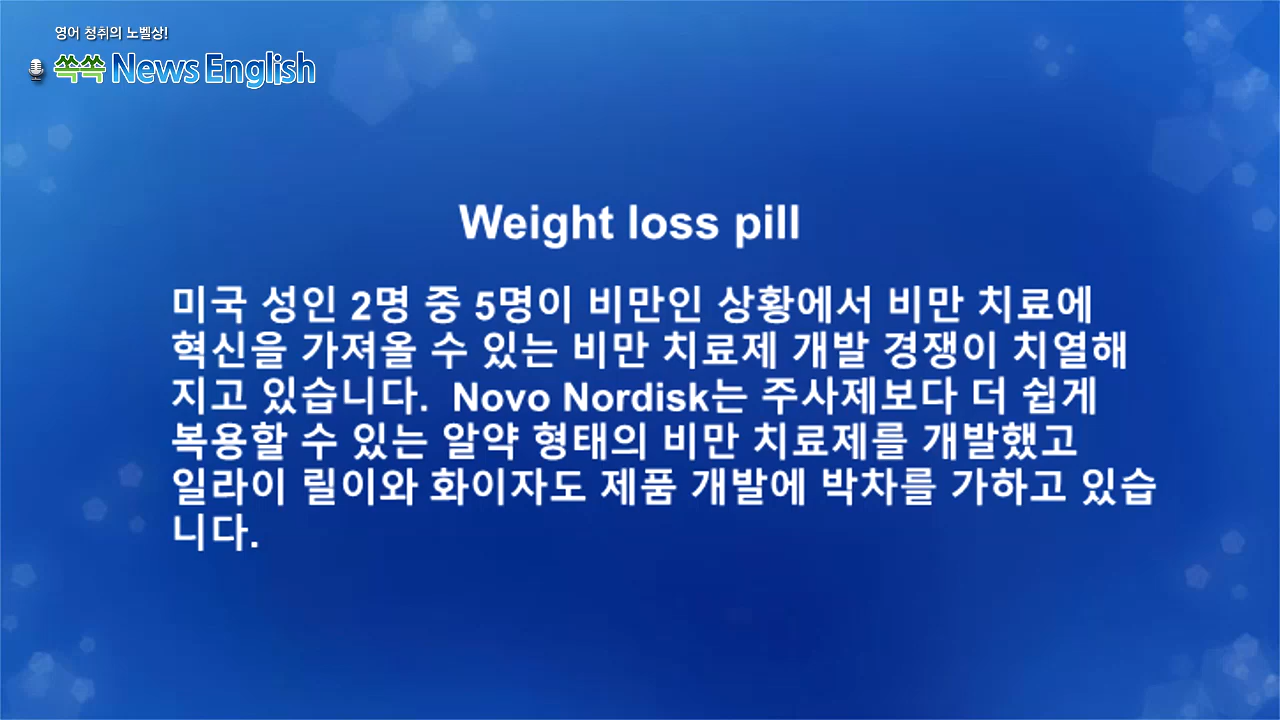 영어 청취의 노벨상!
쏙쏙 News English
Weight loss pill
미국 성인 2명 중 5명이 비만인 상황에서 비만 치료에
혁신을 가져올 수 있는 비만 치료제 개발 경쟁이 치열해
지고 있습니다.  Novo Nordisk는 주사제보다 더 쉽게
복용할 수 있는 알약 형태의 비만 치료제를 개발했고
일라이 릴이와 화이자도 제품 개발에 박차를 가하고 있습
니다.